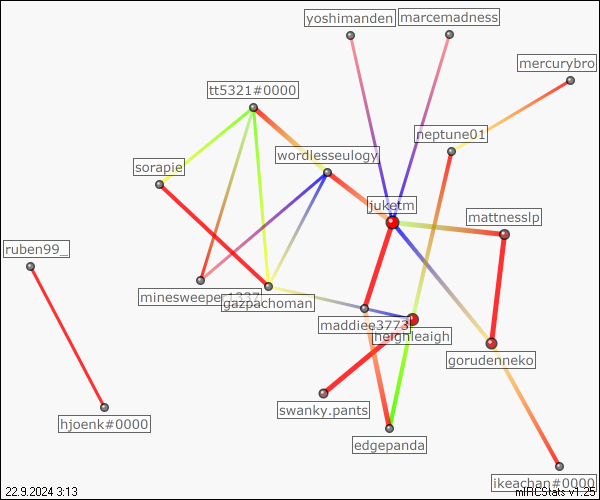 yoshimanden
marcemadness
mercurybro
tt5321#0000
neptune01
wordlesseulogy
sorapie
juketm
mattnesslp
ruben99_
minesweeper1337
gazpachoman
maddiee3773
heighleaigh
gorudenneko
swanky.pants
hjoenk#0000
edgepanda
ikeachan#0000
22.9.2024 3:13
mIRCStats v1.25